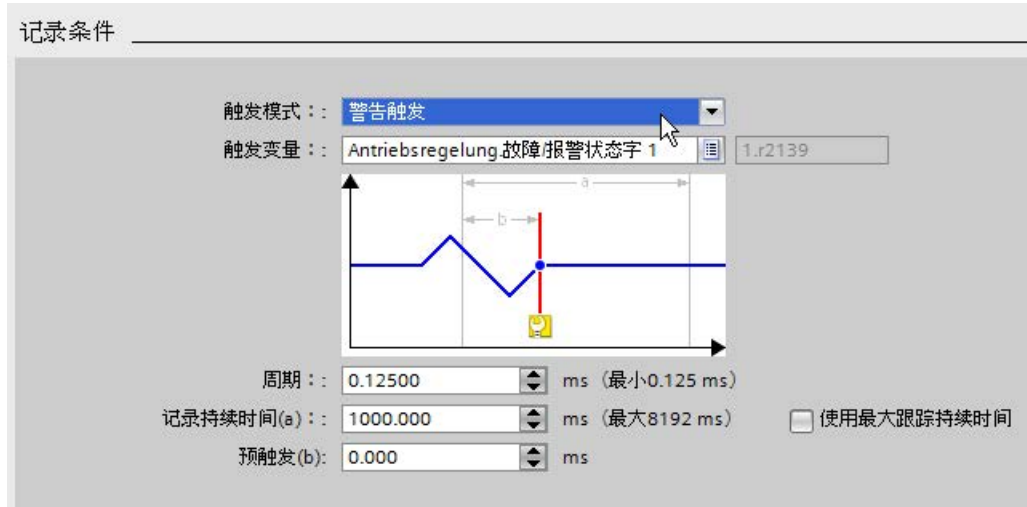 记录条件
触发模式：: 警告触发
触发变量：: Antriebsregelung.故障/报警状态字 1 1.r2139
a
b
周期：: 0.12500 ms（最小0.125 ms）
记录持续时间(a)：: 1000.000 ms（最大8192 ms） 使用最大跟踪持续时间
预触发(b): 0.000 ms